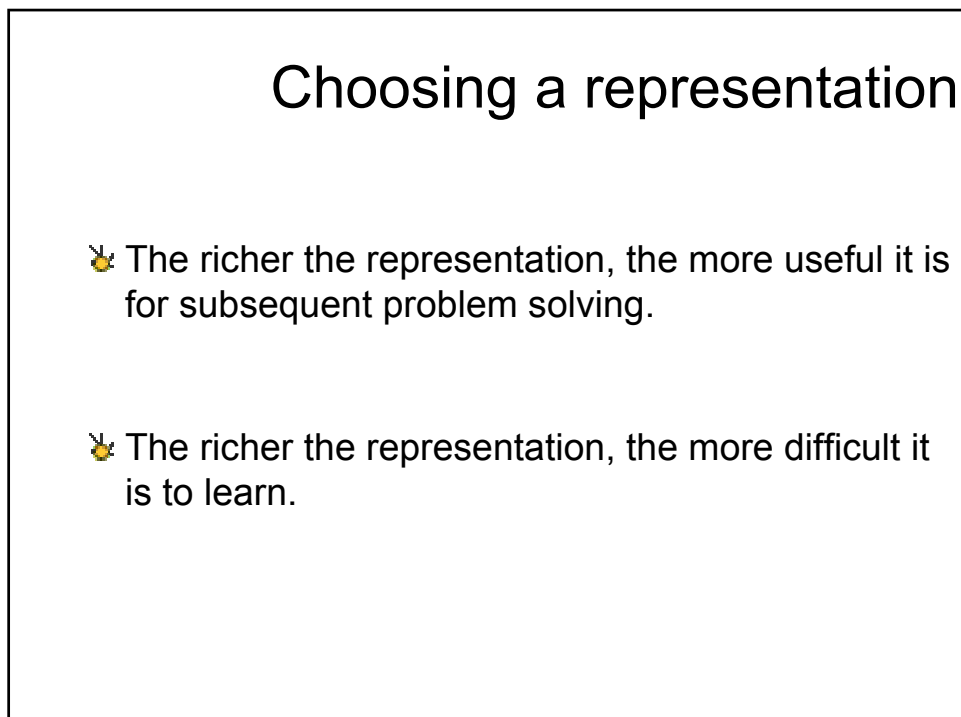 Choosing a representation
The richer the representation, the more useful it is
for subsequent problem solving.
The richer the representation, the more difficult it
is to learn.